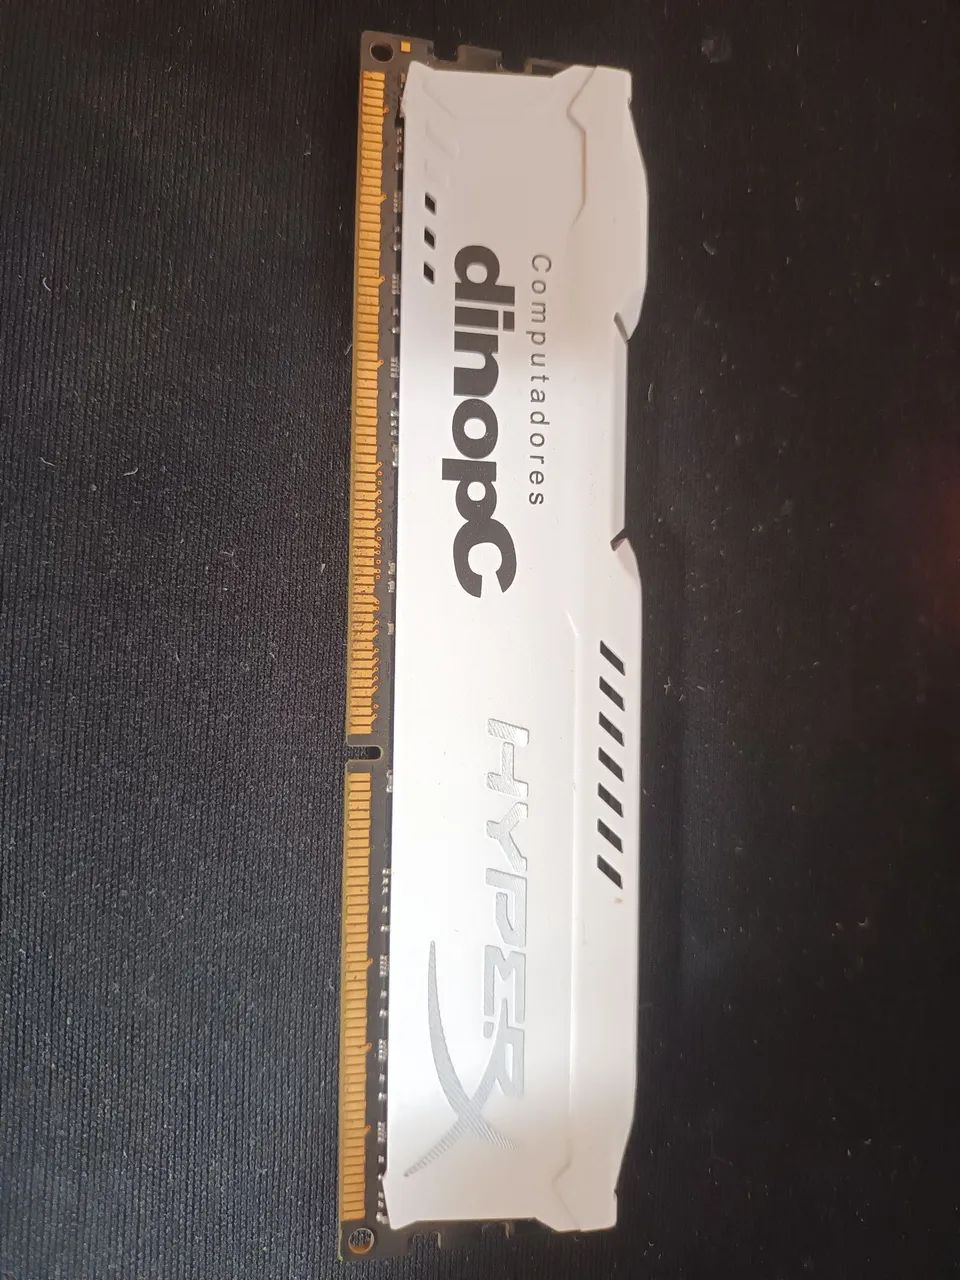 Computadores
dinopC
HYPERX